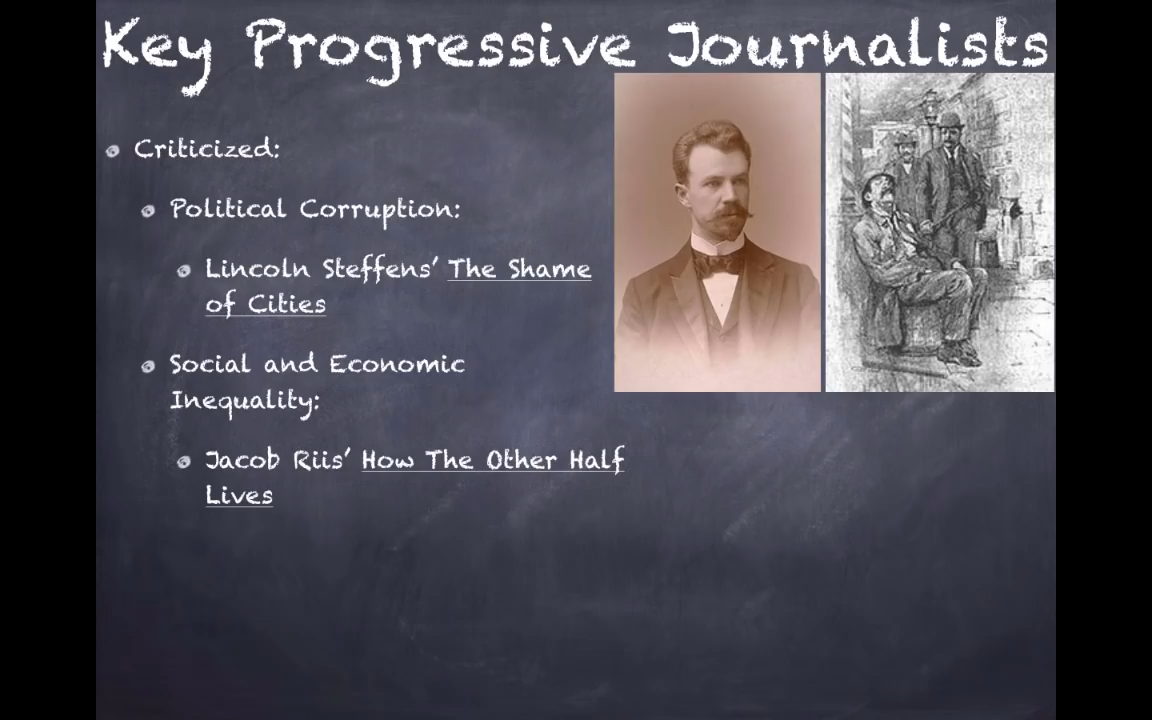 Key Progressive Journalists
Criticized:
Political Corruption:
Lincoln Steffens’ The Shame
of Cities
Social and Economic
Inequality:
Jacob Riis’ How The Other Half
Lives